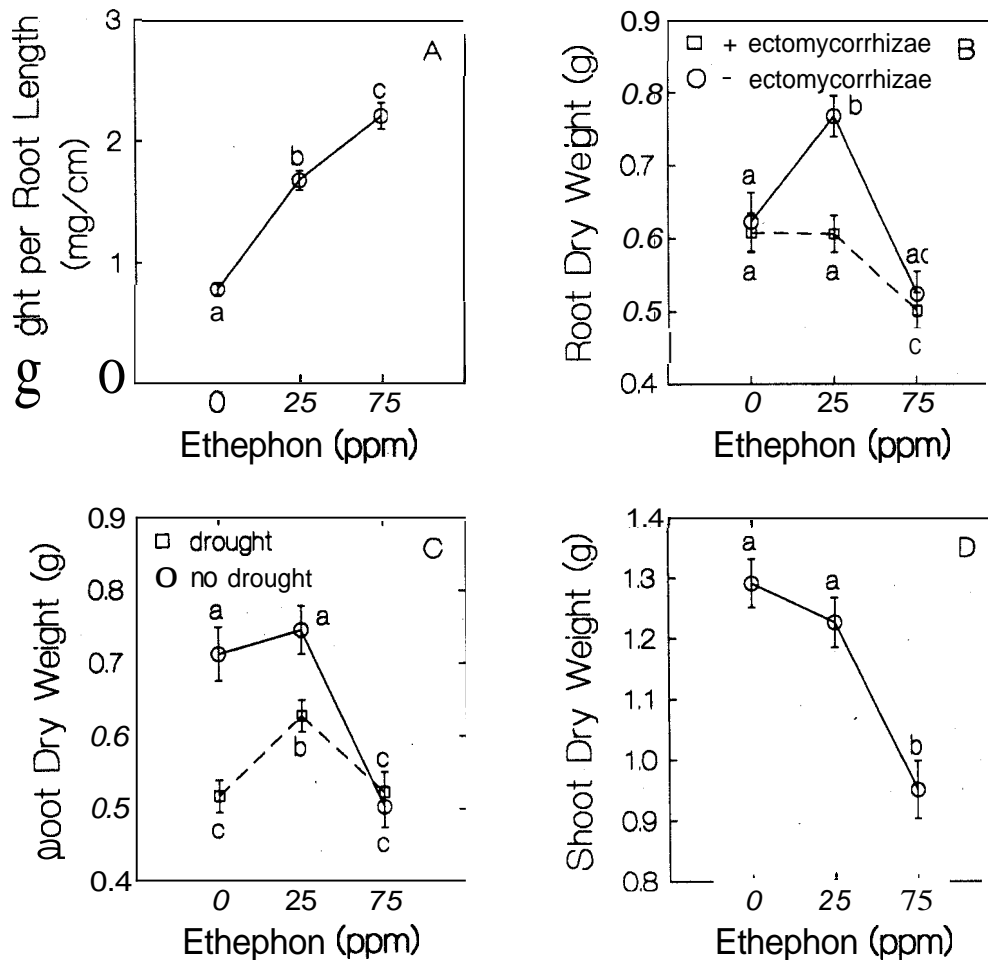 A
3
2
1
0
g ght per Root Length
(mg/cm)
a
b
c
0 25 75
Ethephon (ppm)
B
+ ectomycorrhizae
- ectomycorrhizae
0.9
0.8
0.7
0.6
0.5
0.4
Root Dry Weight (g)
a
b
ac
a
a
c
0 25 75
Ethephon (ppm)
C
drought
no drought
0.9
0.8
0.7
0.6
0.5
0.4
Root Dry Weight (g)
a
a
b
c
c
c
0 25 75
Ethephon (ppm)
D
1.4
1.3
1.2
1.1
1.0
0.9
0.8
Shoot Dry Weight (g)
a
a
b
0 25 75
Ethephon (ppm)